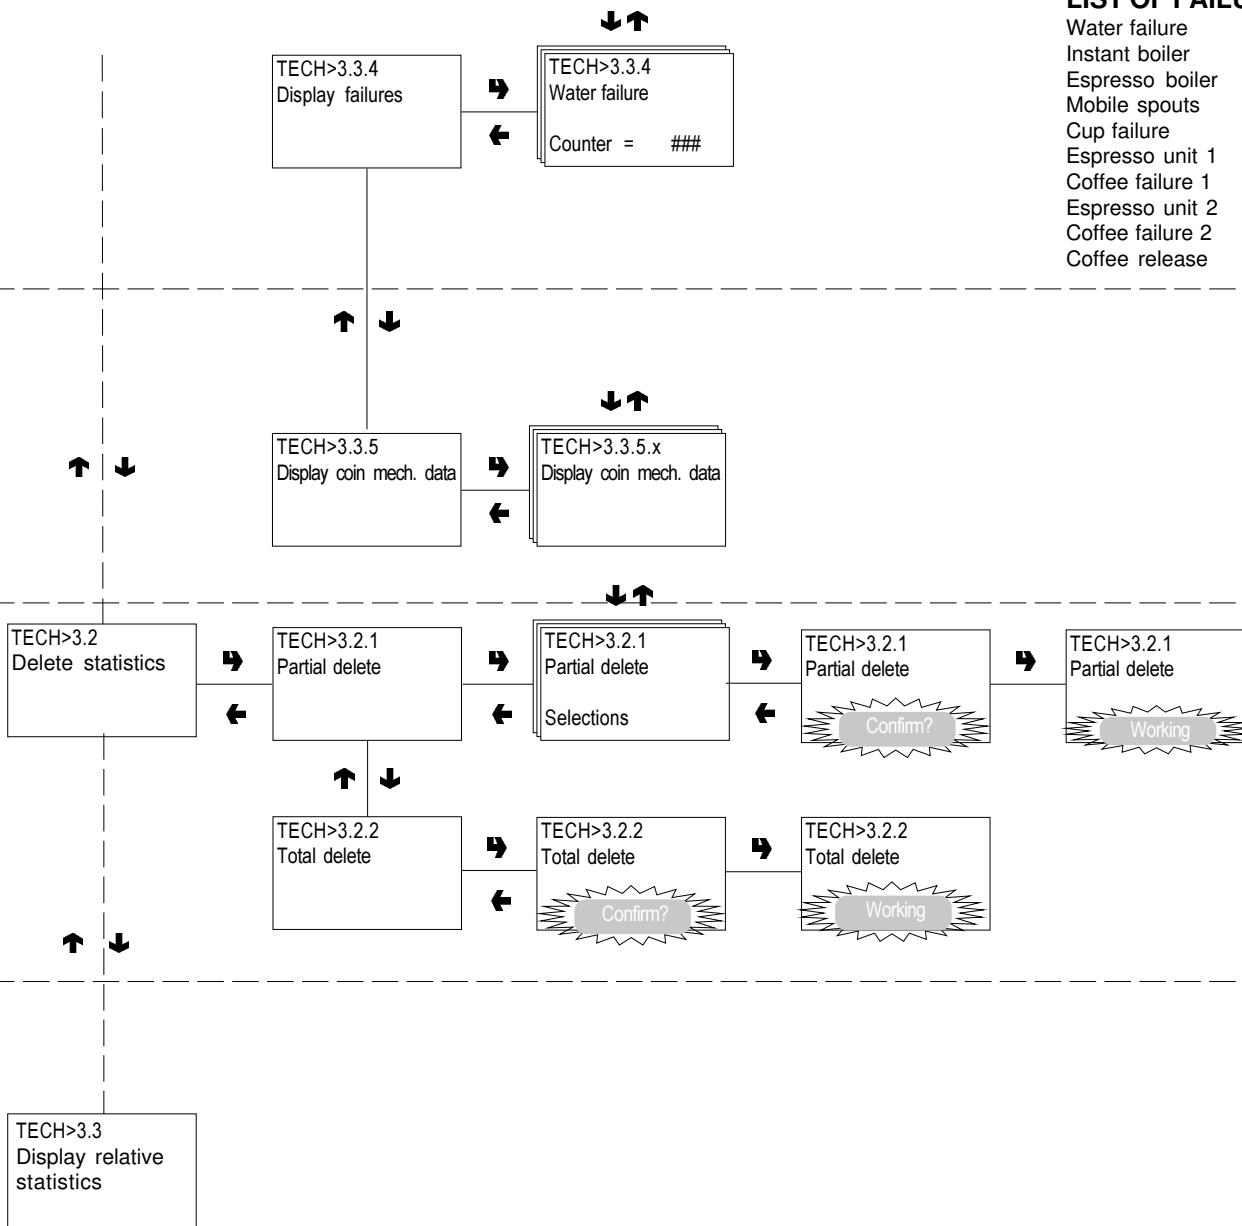 LIST OF
Water failure
Instant boiler
Espresso boiler
Mobile spouts
Cup failure
Espresso unit 1
Coffee failure 1
Espresso unit 2
Coffee failure 2
Coffee release
TECH>3.3.4
Display failures
TECH>3.3.4
Water failure
Counter = ###
TECH>3.3.5
Display coin mech. data
TECH>3.3.5.x
Display coin mech. data
TECH>3.2
Delete statistics
TECH>3.2.1
Partial delete
TECH>3.2.1
Partial delete
Selections
TECH>3.2.1
Partial delete
Confirm?
TECH>3.2.1
Partial delete
Working
TECH>3.2.2
Total delete
TECH>3.2.2
Total delete
Confirm?
TECH>3.2.2
Total delete
Working
TECH>3.3
Display relative
statistics